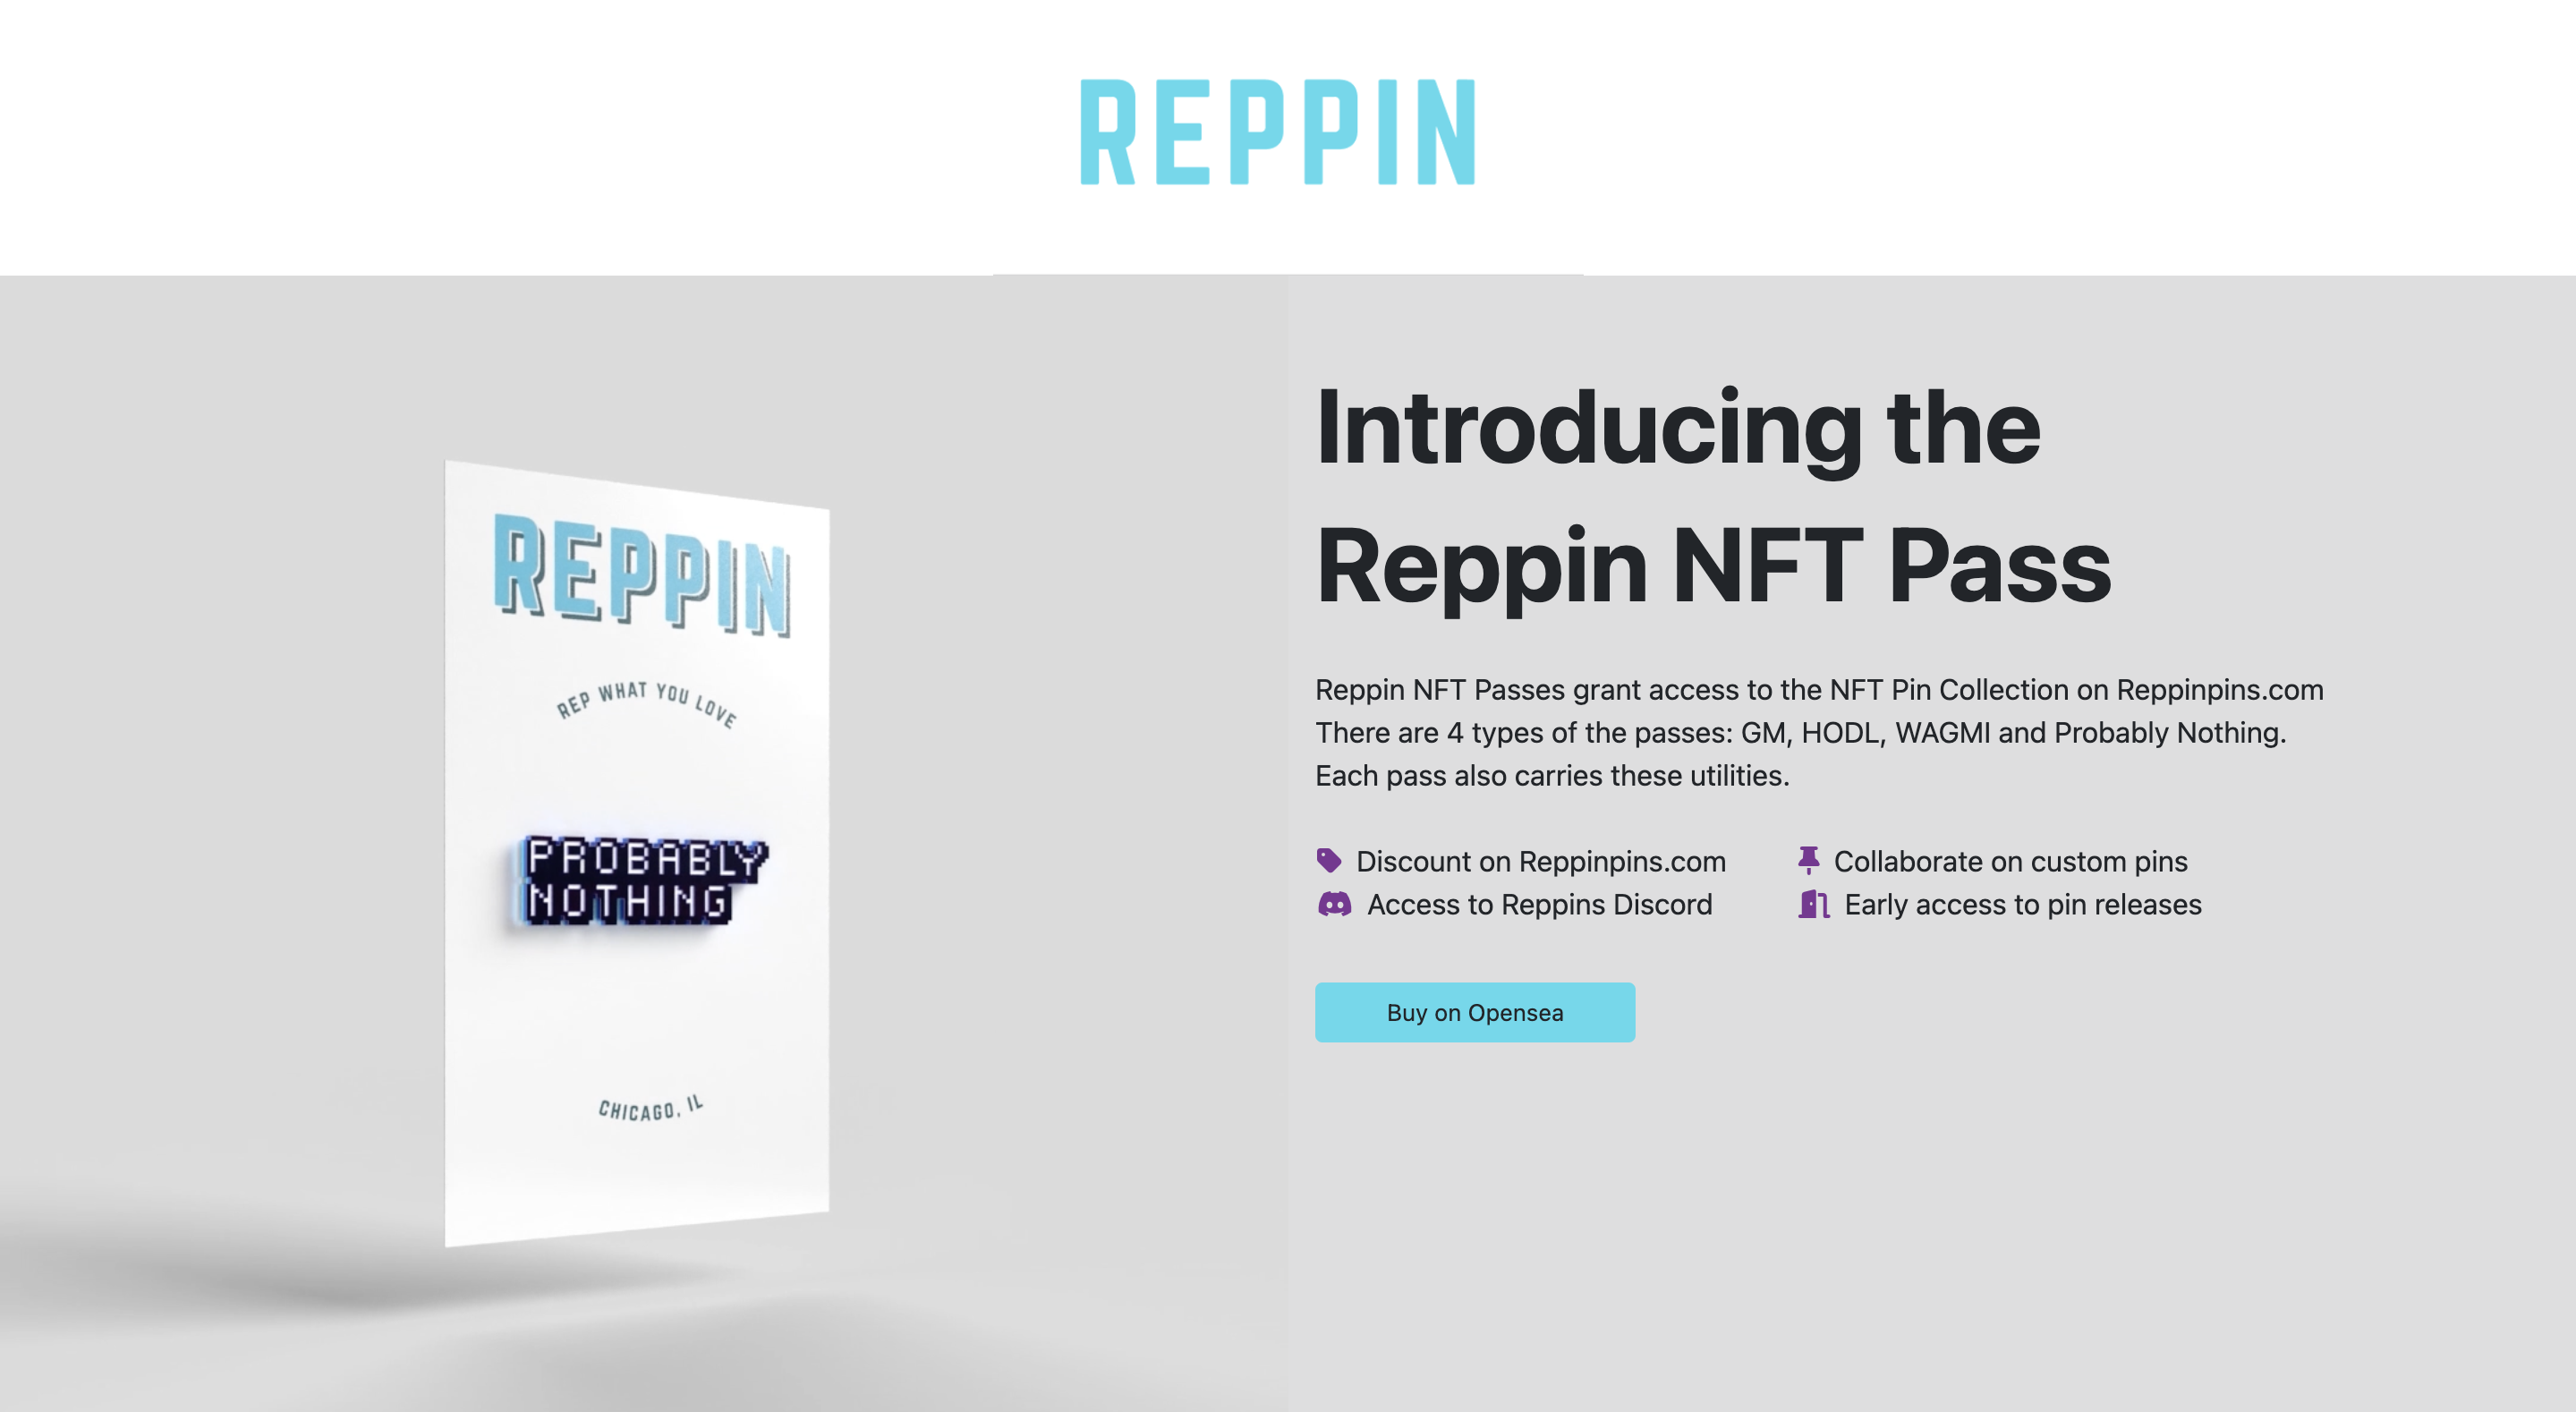 REPPIN
REPPIN
REP WHAT YOU LOVE
PROBABLY
NOTHING
CHICAGO, IL
Introducing the
Reppin NFT Pass
Reppin NFT Passes grant access to the NFT Pin Collection on Reppinpins.com
There are 4 types of the passes: GM, HODL, WAGMI and Probably Nothing.
Each pass also carries these utilities.
Discount on Reppinpins.com
Collaborate on custom pins
Access to Reppins Discord
Early access to pin releases
Buy on Opensea